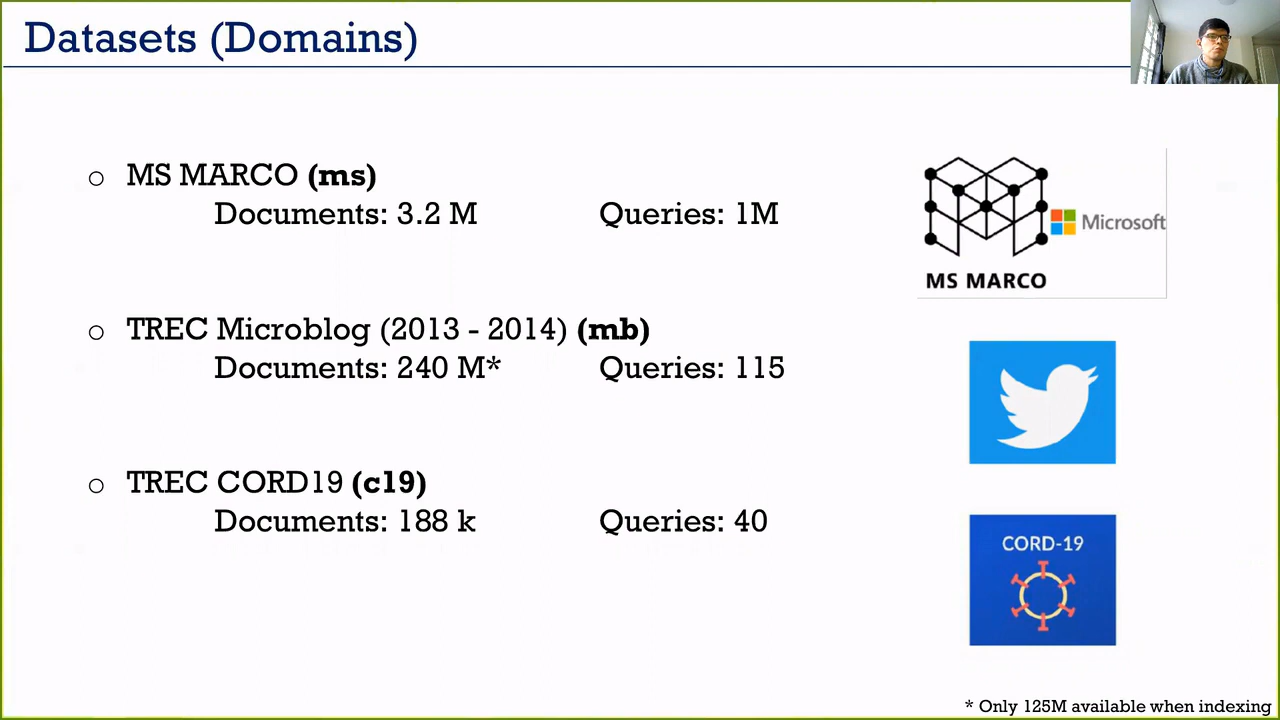 Datasets (Domains)
o MS MARCO (ms)
Documents: 3.2 M Queries: 1M
Microsoft
MS MARCO
o TREC Microblog (2013 - 2014) (mb)
Documents: 240 M* Queries: 115
o TREC CORD19 (c19)
Documents: 188 k Queries: 40
CORD-19
* Only 125M available when indexing